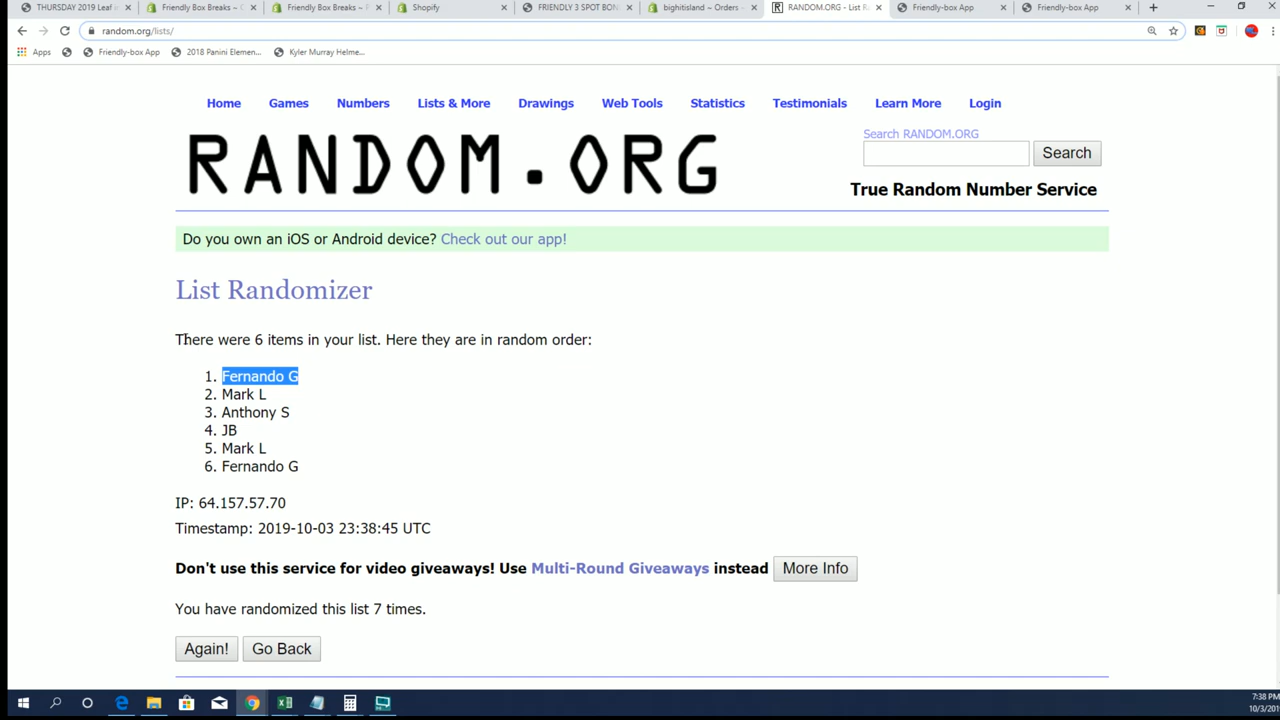 THURSDAY 2019 Leaf
Friendly Box Breaks ~
Friendly Box Breaks ~
Shopify
FRIENDLY 3 SPOT BON
bighitisland ~ Orders ~
RANDOM.ORG - List R
Friendly-box App
Friendly-box App
random.org/lists/
Apps
Friendly-box App
2018 Panini Elemen...
Kyler Murray Helme...
Home Games Numbers Lists & More Drawings Web Tools Statistics Testimonials Learn More Login
RANDOM.ORG
Search RANDOM.ORG
Search
True Random Number Service
Do you own an iOS or Android device? Check out our app!
List Randomizer
There were 6 items in your list. Here they are in random order:
1. Fernando G
2. Mark L
3. Anthony S
4. JB
5. Mark L
6. Fernando G
IP: 64.157.57.70
Timestamp: 2019-10-03 23:38:45 UTC
Don't use this service for video giveaways! Use Multi-Round Giveaways instead More Info
You have randomized this list 7 times.
Again! Go Back
7:38 PM
10/3/201